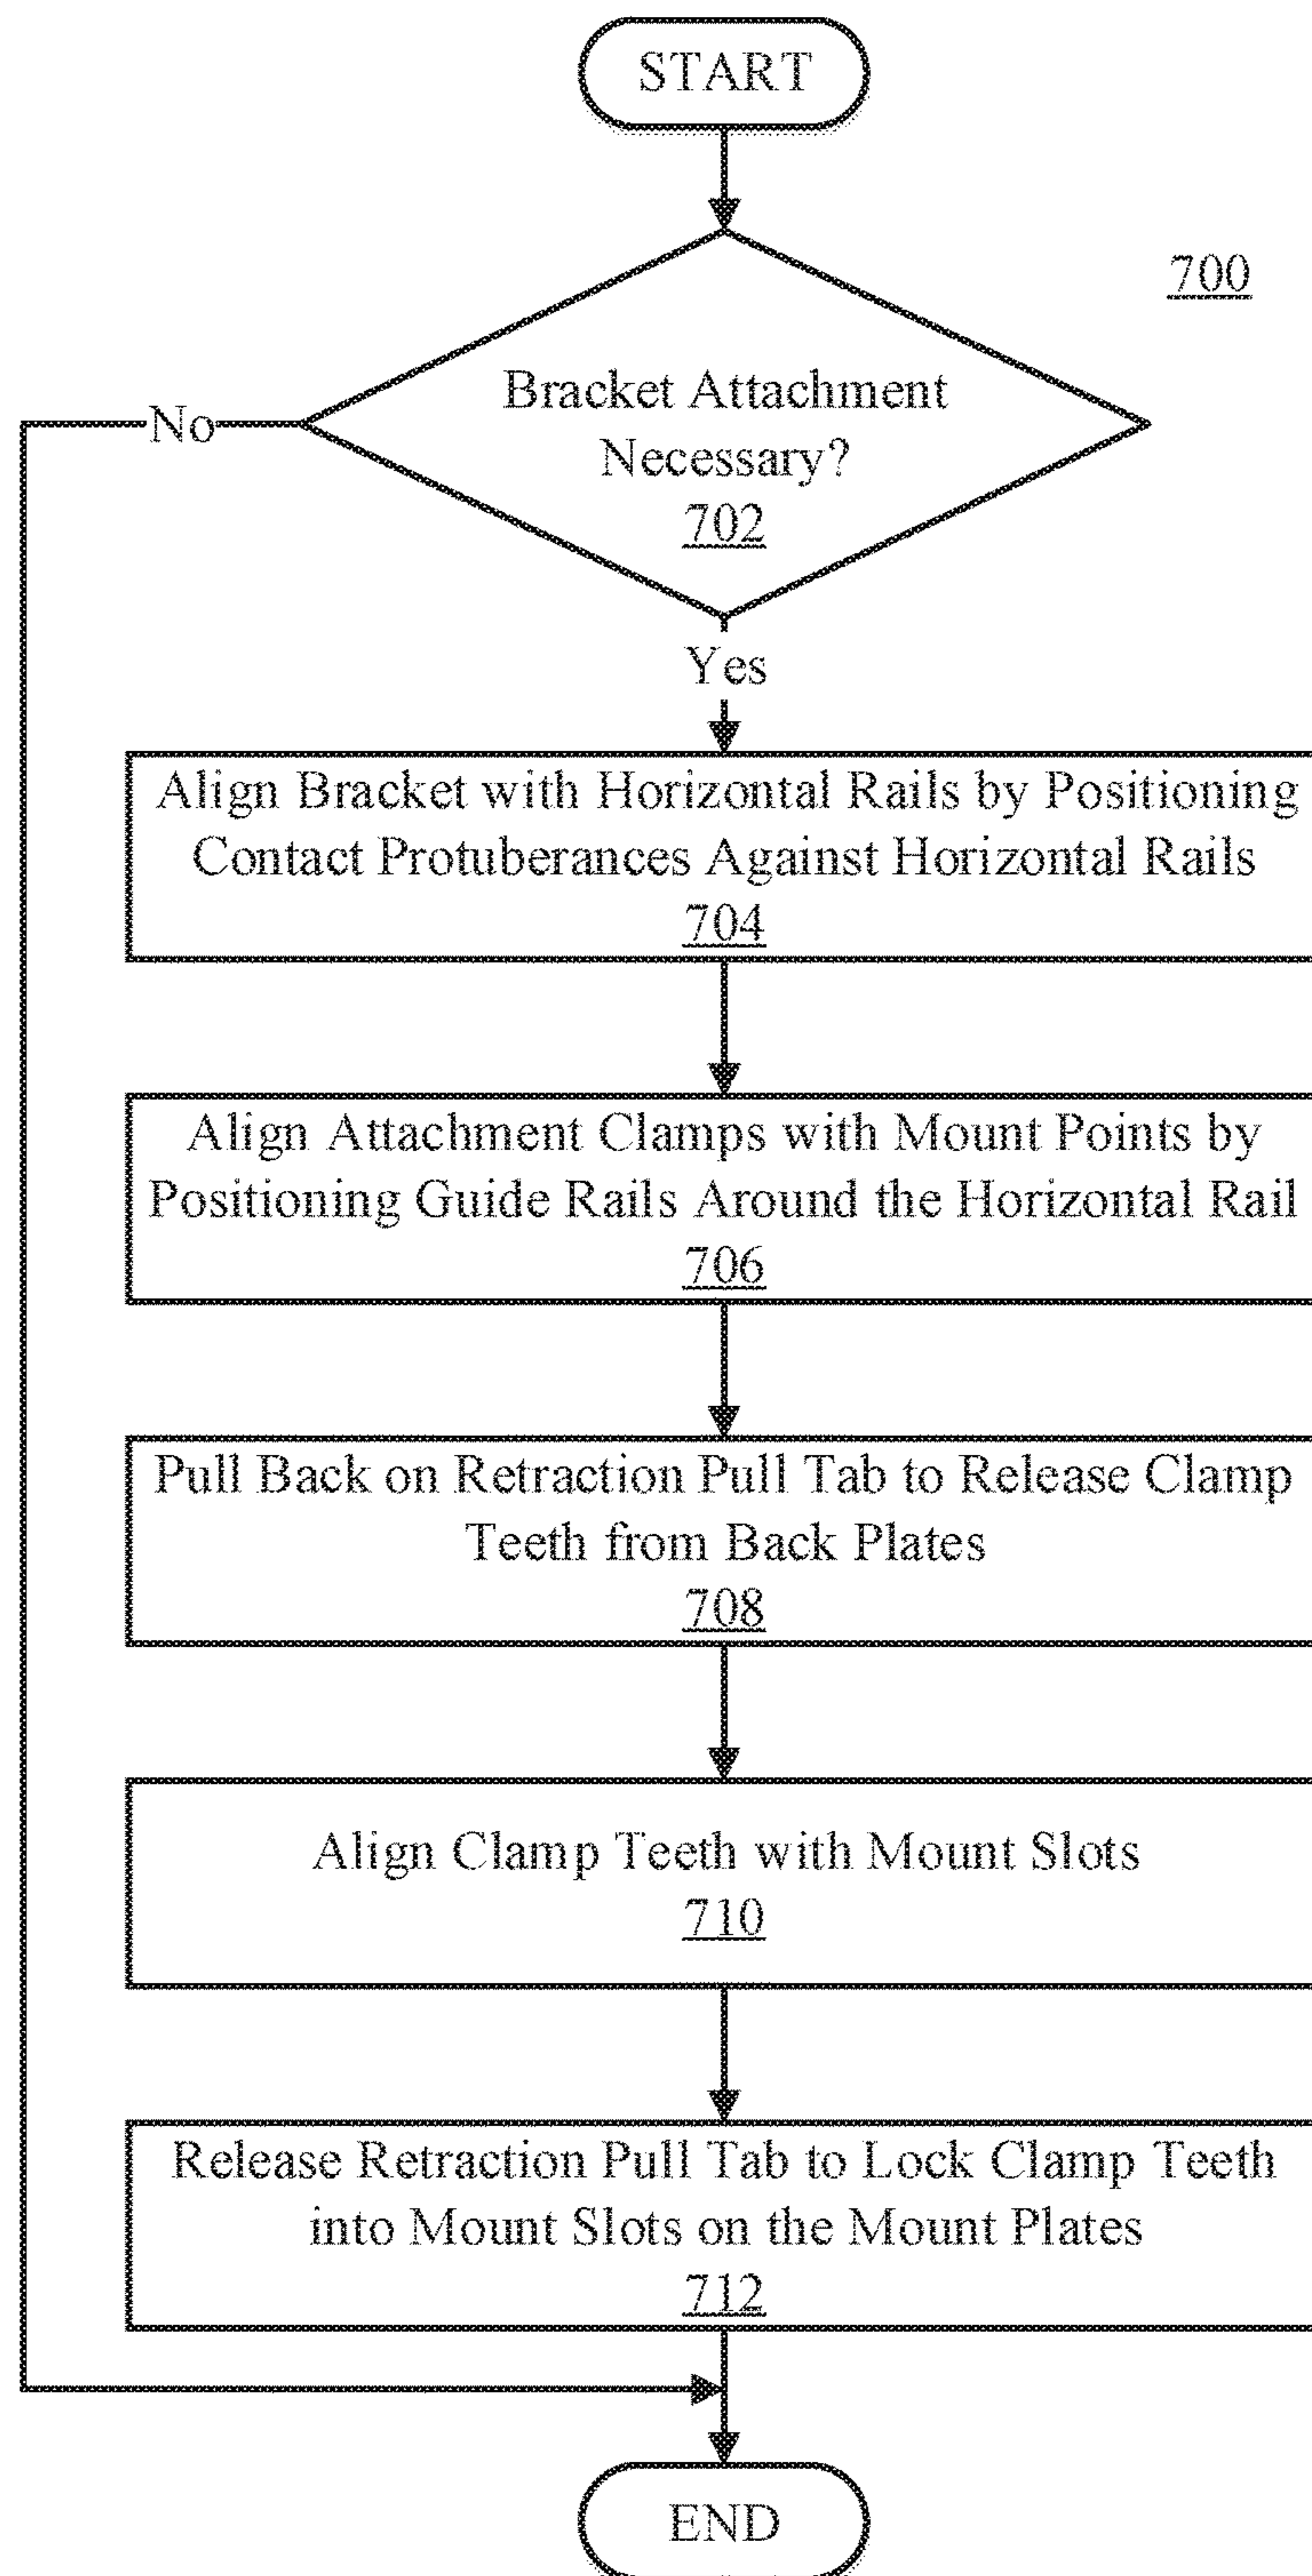 START
700
Bracket Attachment
Necessary?
702
No
Yes
Align Bracket with Horizontal Rails by Positioning
Contact Protuberances Against Horizontal Rails
704
Align Attachment Clamps with Mount Points by
Positioning Guide Rails Around the Horizontal Rail
706
Pull Back on Retraction Pull Tab to Release Clamp
Teeth from Back Plates
708
Align Clamp Teeth with Mount Slots
710
Release Retraction Pull Tab to Lock Clamp Teeth
into Mount Slots on the Mount Plates
712
END